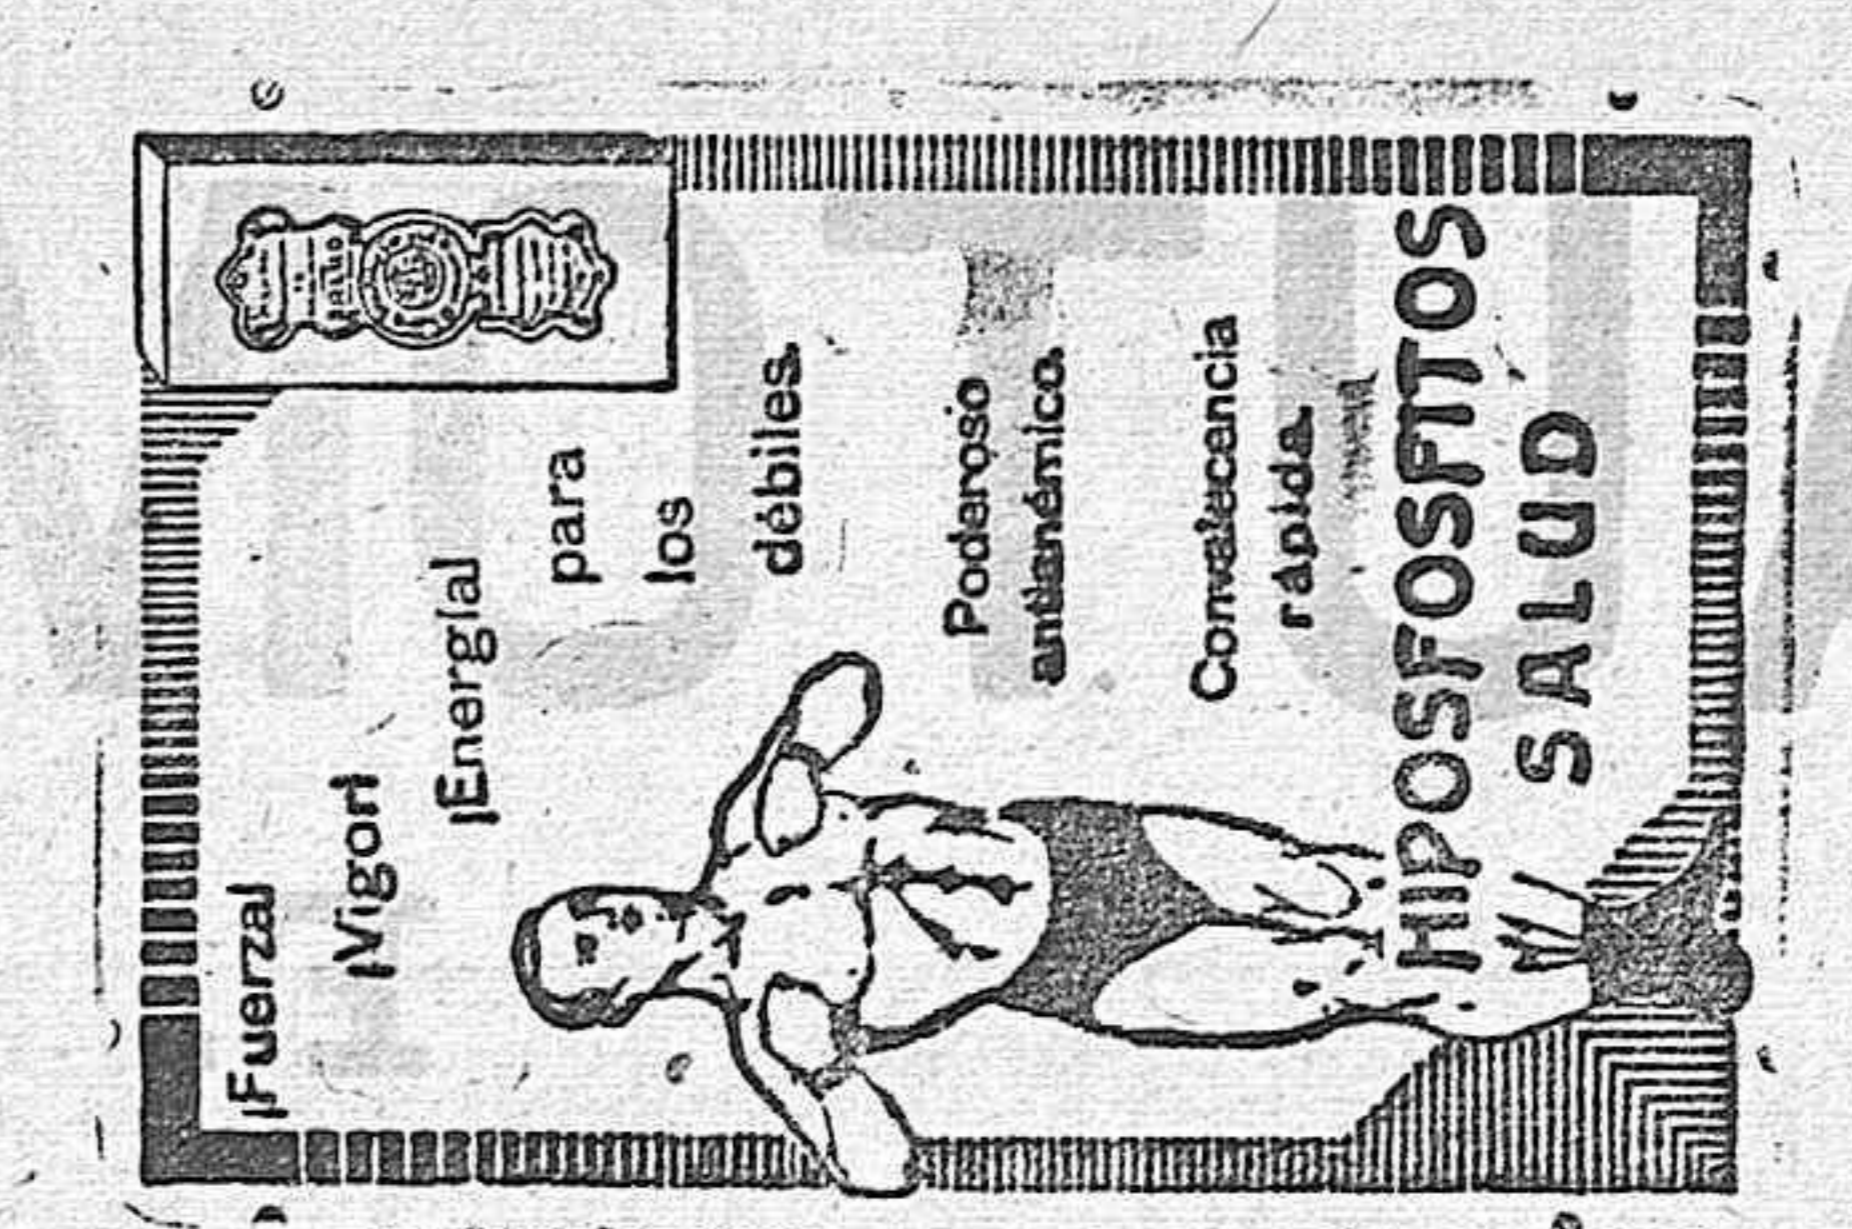 ¡Fuerza!
¡Vigor!
¡Energía!
para
los
débiles.
Poderoso
antianémico.
Convalecencia
rápida.
HIPOSFOSFITOS
SALUD